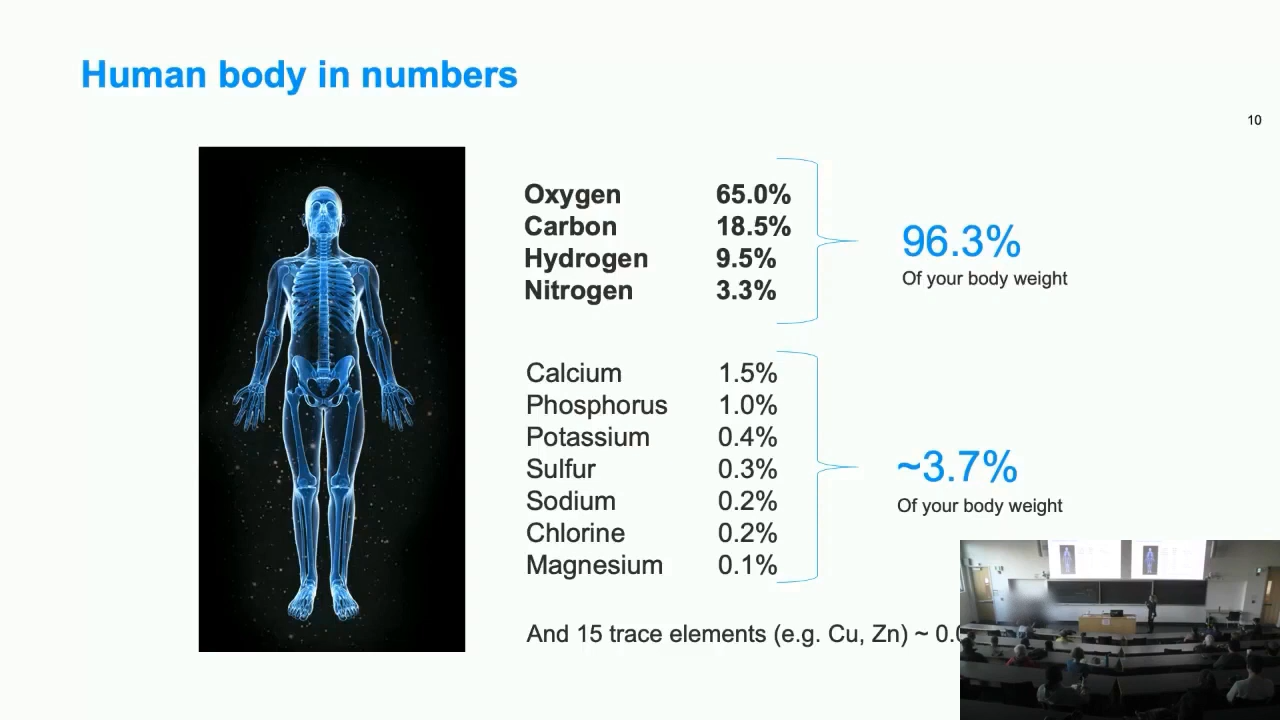 Human body in numbers
10
Oxygen 65.0%
Carbon 18.5%
Hydrogen 9.5%
Nitrogen 3.3%
96.3%
Of your body weight
Calcium 1.5%
Phosphorus 1.0%
Potassium 0.4%
Sulfur 0.3%
Sodium 0.2%
Chlorine 0.2%
Magnesium 0.1%
~3.7%
Of your body weight
And 15 trace elements (e.g. Cu, Zn) ~